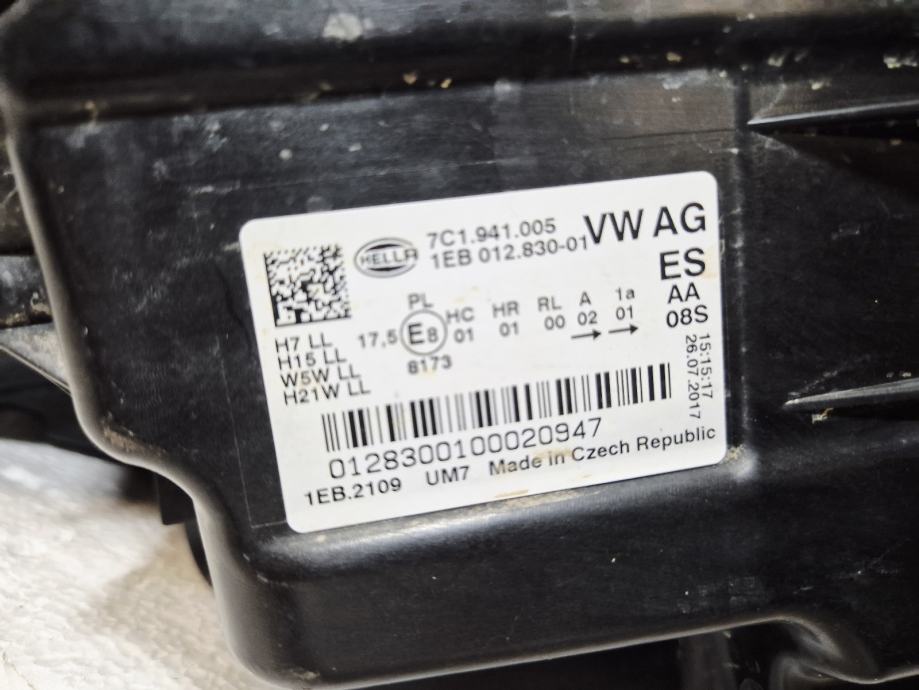 HELLA
7C1.941.005
1EB 012.830-01
VW AG
ES
AA
08S
H7 LL
H15 LL
W5W LL
H21W LL
17,5
PL
E8
8173
HC
01
HR
01
RL
00
A
02
→
1a
01
→
15:15:17
26.07.2017
0128300100020947
1EB.2109 UM7 Made in Czech Republic